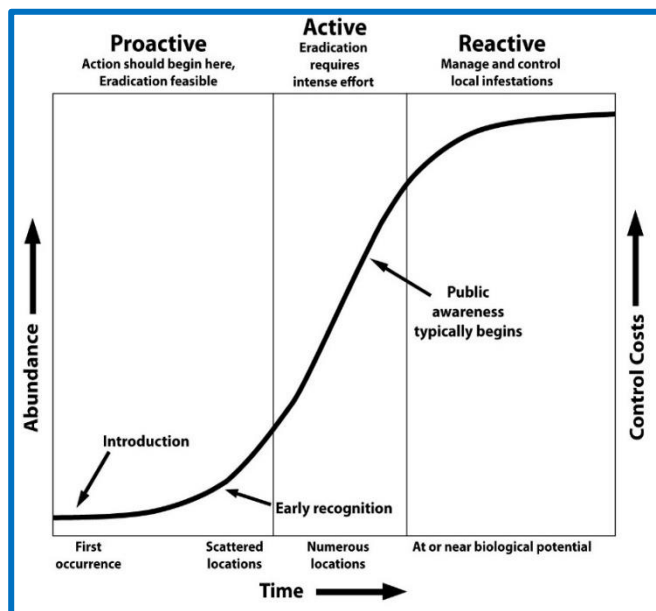 Proactive
Action should begin here,
Eradication feasible
Active
Eradication
requires
intense effort
Reactive
Manage and control
local infestations
Abundance
Control Costs
Public
awareness
typically begins
Introduction
Early recognition
First
occurrence
Scattered
locations
Numerous
locations
At or near biological potential
Time